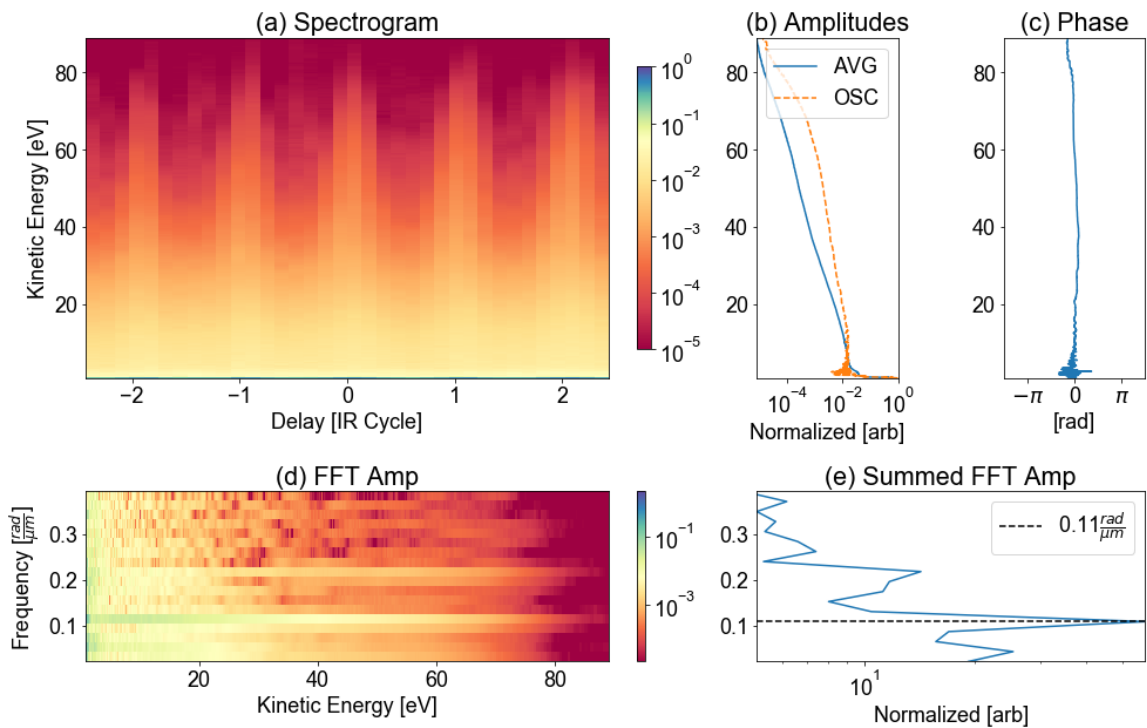 (a) Spectrogram
(b) Amplitudes
(c) Phase
Kinetic Energy [eV]
80
60
40
20
−2
−1
0
1
2
Delay [IR Cycle]
10^0
10^−1
10^−2
10^−3
10^−4
10^−5
AVG
OSC
80
60
40
20
10^−4
10^−2
10^0
Normalized [arb]
80
60
40
20
−π
0
π
[rad]
(d) FFT Amp
(e) Summed FFT Amp
Frequency [rad/μm]
0.3
0.2
0.1
20
40
60
80
Kinetic Energy [eV]
10^−1
10^−3
0.11 rad/μm
0.3
0.2
0.1
10^1
Normalized [arb]